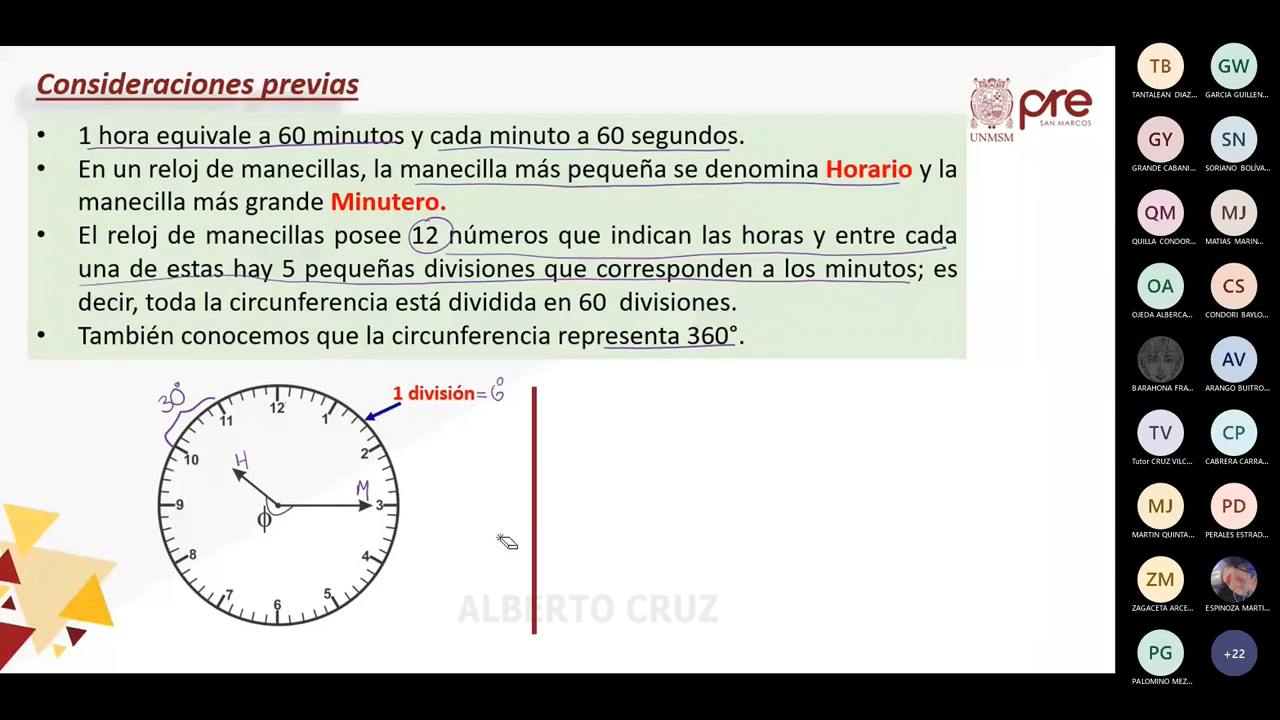 Consideraciones previas
UNMSM
pre
SAN MARCOS
• 1 hora equivale a 60 minutos y cada minuto a 60 segundos.
• En un reloj de manecillas, la manecilla más pequeña se denomina Horario y la
manecilla más grande Minutero.
• El reloj de manecillas posee 12 números que indican las horas y entre cada
una de estas hay 5 pequeñas divisiones que corresponden a los minutos; es
decir, toda la circunferencia está dividida en 60 divisiones.
• También conocemos que la circunferencia representa 360°.
30°
1 división=6°
12
11
1
10
2
H
M
9
3
ϕ
8
4
7
5
6
ALBERTO CRUZ
TB
GW
TANTALEAN DIAZ...
GARCIA GUILLEN...
GY
SN
GRANDE CABANI...
SORIANO BOLÍVA...
QM
MJ
QUILLA CONDOR...
MATIAS MARIN...
OA
CS
OJEDA ALBERCA...
CONDORI BAYLO...
AV
BARAHONA FRA...
ARANGO BUITRO...
TV
CP
Tutor CRUZ VILC...
CABRERA CARRA...
MJ
PD
MARTIN QUINTA...
PERALES ESTRAD...
ZM
ZAGACETA ARCE...
ESPINOZA MARTI...
PG
+22
PALOMINO MEZ...